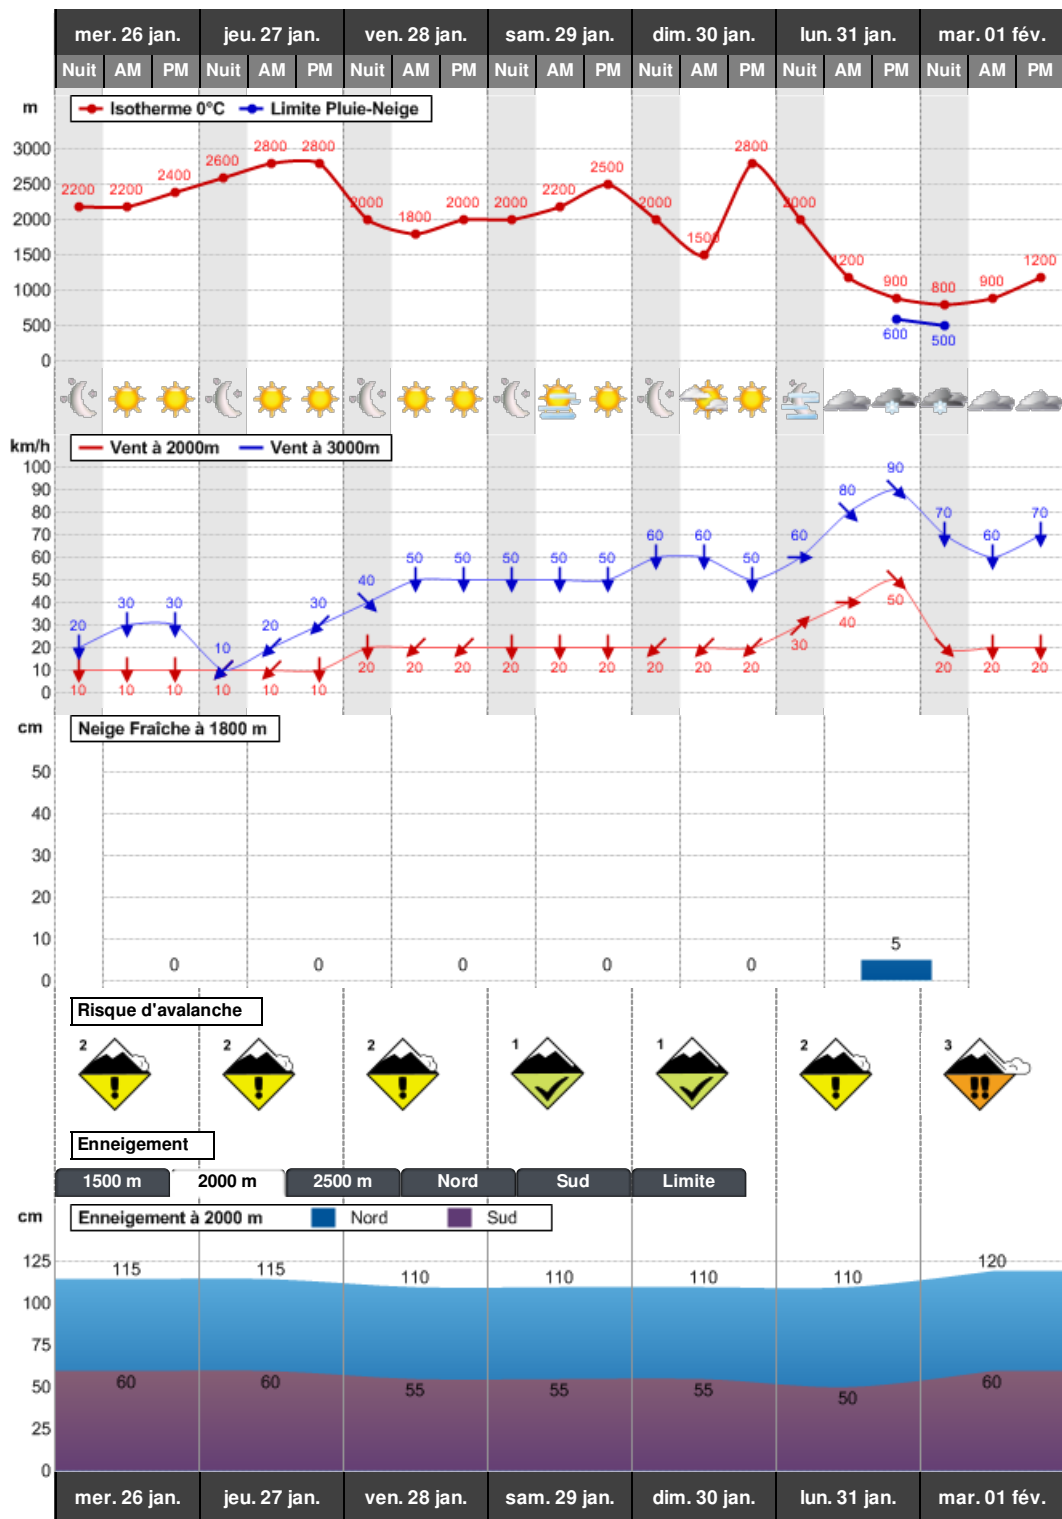 mer. 26 jan. jeu. 27 jan. ven. 28 jan. sam. 29 jan. dim. 30 jan. lun. 31 jan. mar. 01 fév.
Nuit AM PM Nuit AM PM Nuit AM PM Nuit AM PM Nuit AM PM Nuit AM PM Nuit AM PM
m Isotherme 0°C Limite Pluie-Neige
3000
2500
2000
1500
1000
500
0
2200 2200 2400 2600 2800 2800 2000 1800 2000 2000 2200 2500 2000 1500 2800 2000 1200 900 800 900 1200
600 500
km/h Vent à 2000m Vent à 3000m
100
90
80
70
60
50
40
30
20
10
0
20 30 30 10 20 30 40 50 50 50 50 50 60 60 50 60 80 90 70 60 70
10 10 10 10 10 10 20 20 20 20 20 20 20 20 20 30 40 50 20 20 20
cm Neige Fraîche à 1800 m
50
40
30
20
10
0
0 0 0 0 0 5
Risque d'avalanche
2 2 2 1 1 2 3
Enneigement
1500 m 2000 m 2500 m Nord Sud Limite
cm Enneigement à 2000 m Nord Sud
125
100
75
50
25
0
115 115 110 110 110 110 120
60 60 55 55 55 50 60
mer. 26 jan. jeu. 27 jan. ven. 28 jan. sam. 29 jan. dim. 30 jan. lun. 31 jan. mar. 01 fév.